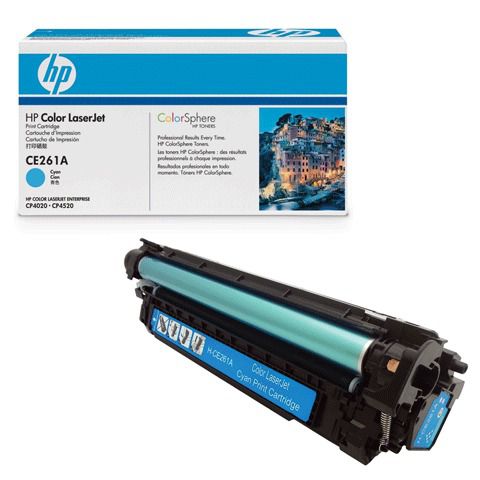 hp
HP Color LaserJet
Print Cartridge
Cartouche d'impression
Cartucho de Impresión
打印硒鼓
CE261A
Cyan
Cian
青色
HP COLOR LASERJET ENTERPRISE
CP4020 · CP4520
ColorSphere
HP TONERS
Professional Results Every Time.
HP ColorSphere Toner.
Les toners HP ColorSphere : des résultats
professionnels à chaque impression.
Resultados profesionales en todo
momento. Tóners HP ColorSphere.
H-CE261A
Color LaserJet
Cyan Print Cartridge